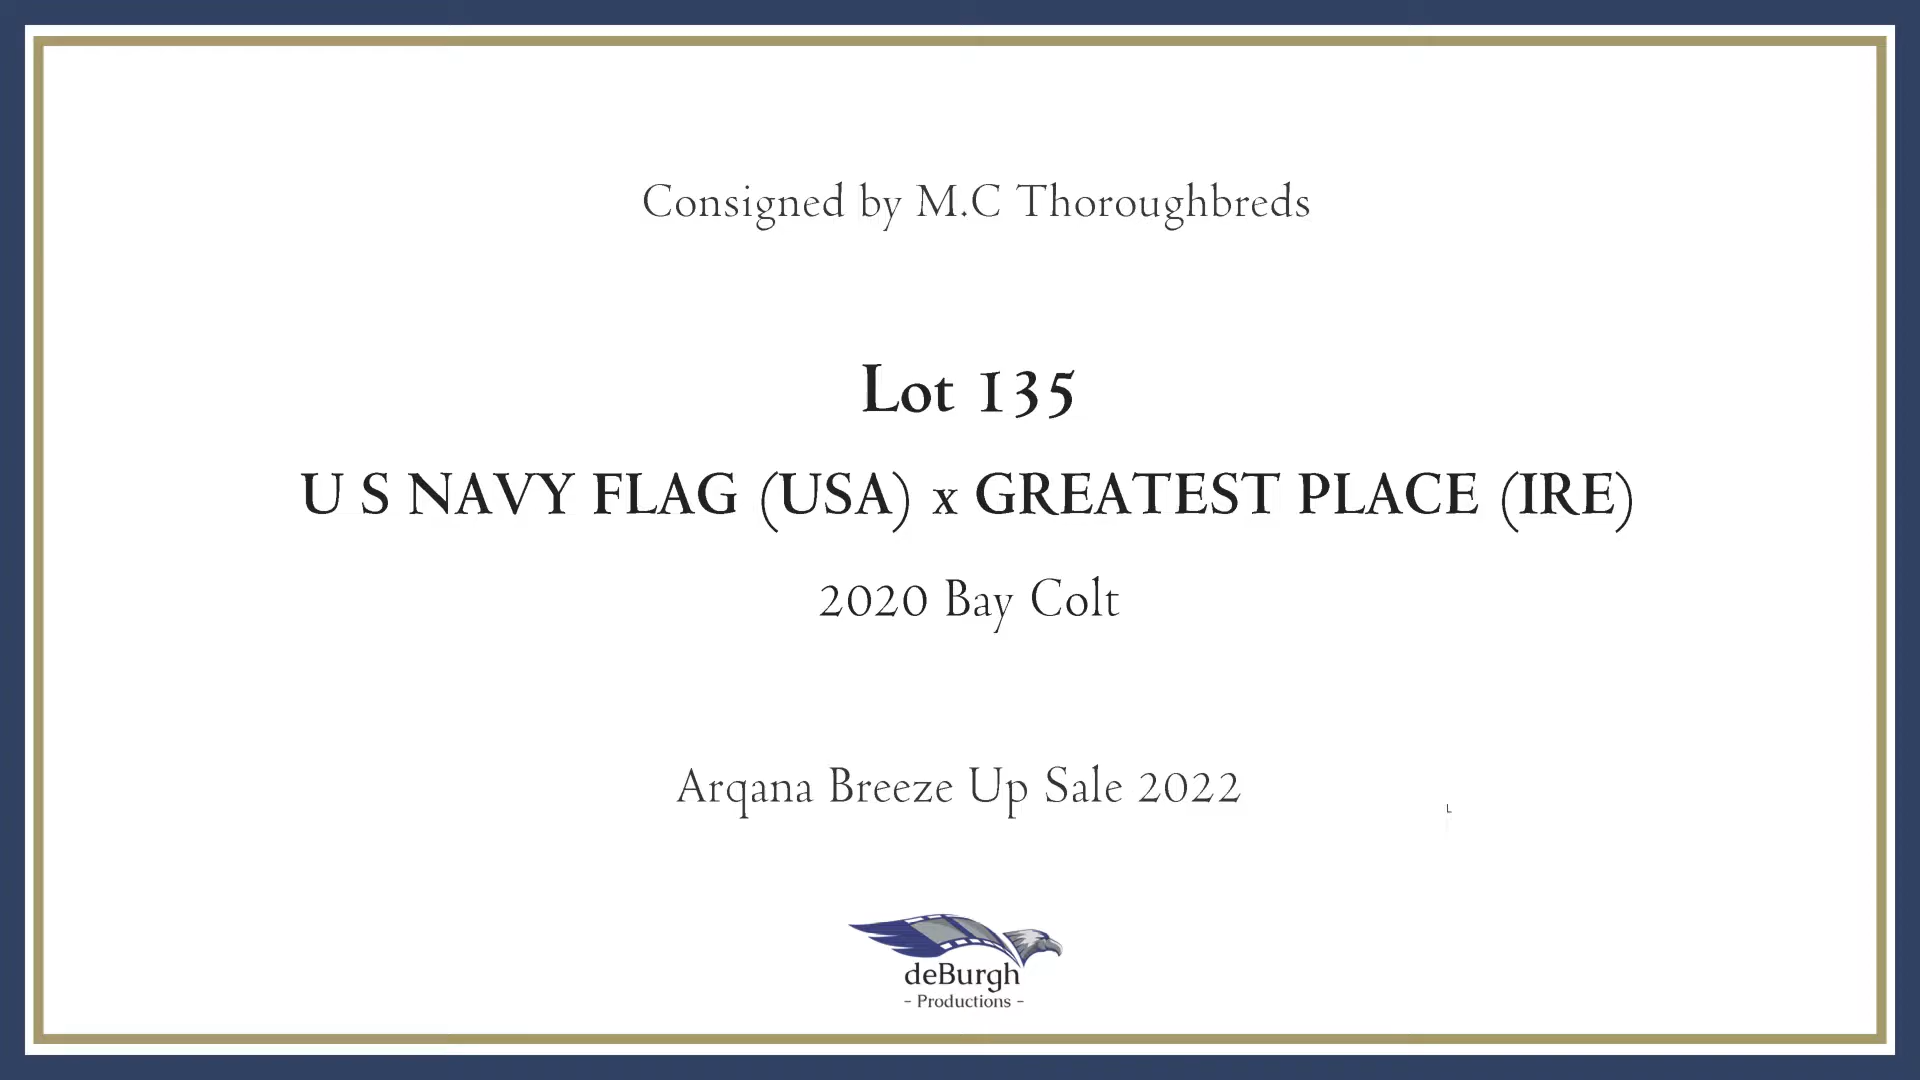 Consigned by M.C Thoroughbreds
Lot 135
U S NAVY FLAG (USA) x GREATEST PLACE (IRE)
2020 Bay Colt
Arqana Breeze Up Sale 2022
deBurgh
- Productions -